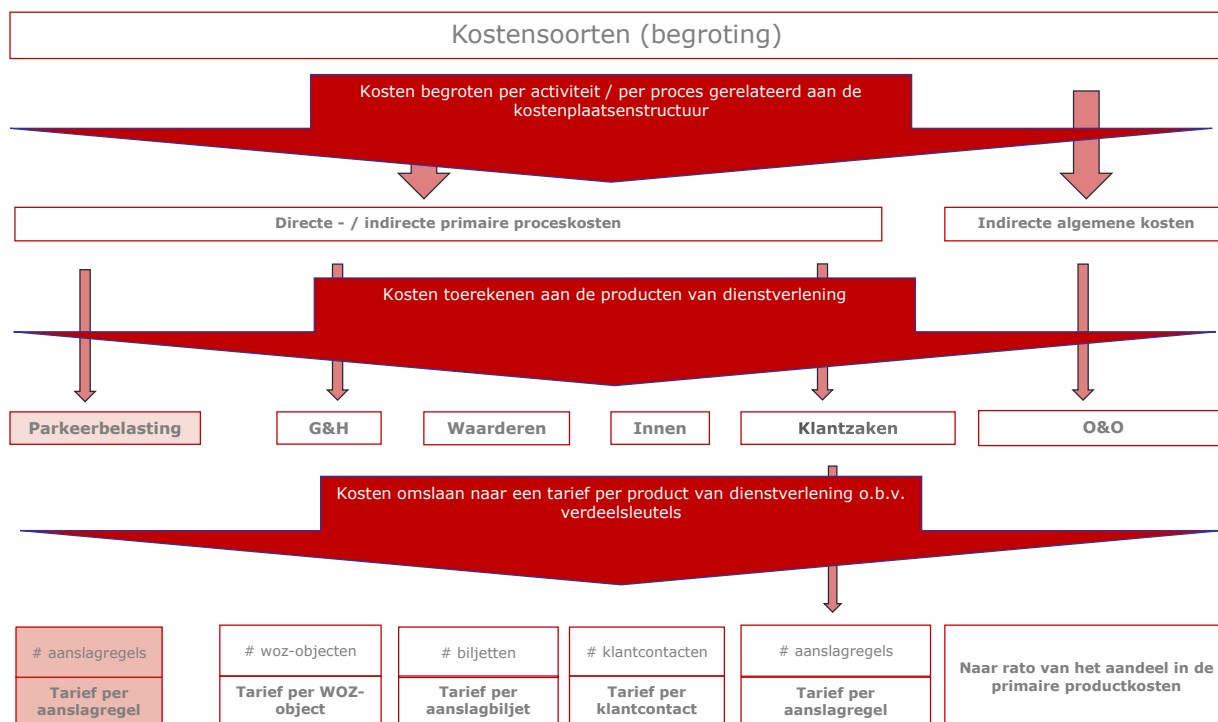 Kostensoorten (begroting)
Kosten begroten per activiteit / per proces gerelateerd aan de
kostenplaatsenstructuur
Directe - / indirecte primaire proceskosten
Indirecte algemene kosten
Kosten toerekenen aan de producten van dienstverlening
Parkeerbelasting
G&H
Waarderen
Innen
Klantzaken
O&O
Kosten omslaan naar een tarief per product van dienstverlening o.b.v.
verdeelsleutels
# aanslagregels
Tarief per
aanslagregel
# woz-objecten
Tarief per WOZ-
object
# biljetten
Tarief per
aanslagbiljet
# klantcontacten
Tarief per
klantcontact
# aanslagregels
Tarief per
aanslagregel
Naar rato van het aandeel in de
primaire productkosten